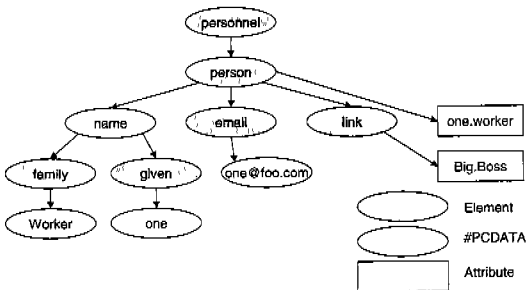 personnel
person
name
email
link
one.worker
Big.Boss
family
given
one@foo.com
Worker
one
Element
#PCDATA
Attribute